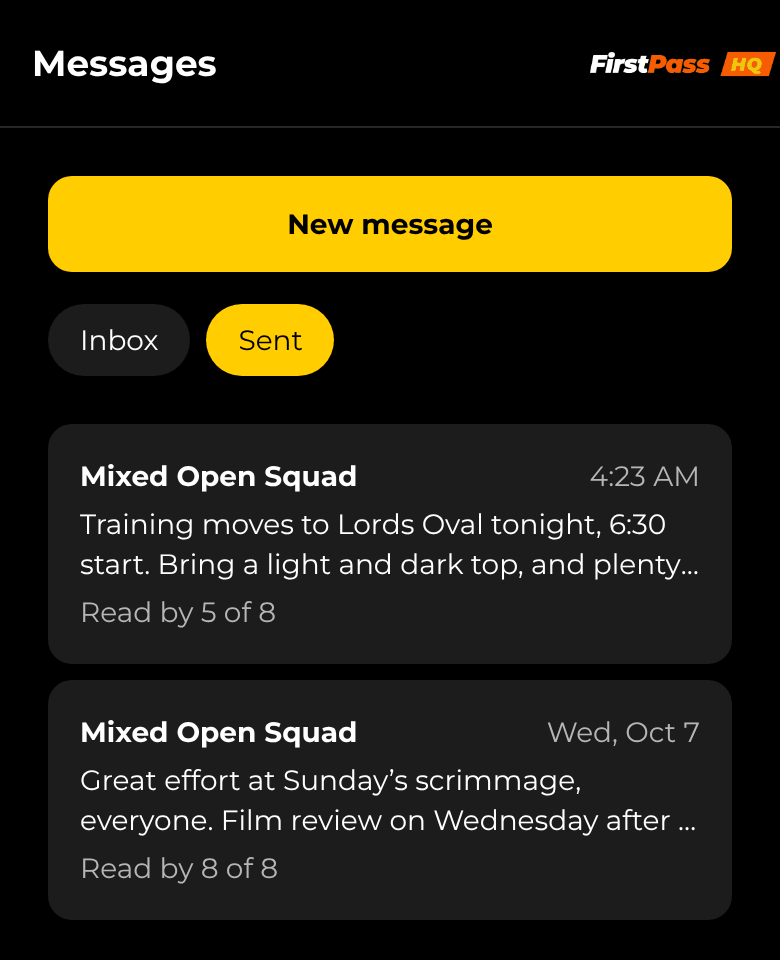 Messages
FirstPass HQ
New message
Inbox
Sent
Mixed Open Squad
4:23 AM
Training moves to Lords Oval tonight, 6:30
start. Bring a light and dark top, and plenty...
Read by 5 of 8
Mixed Open Squad
Wed, Oct 7
Great effort at Sunday’s scrimmage,
everyone. Film review on Wednesday after ...
Read by 8 of 8